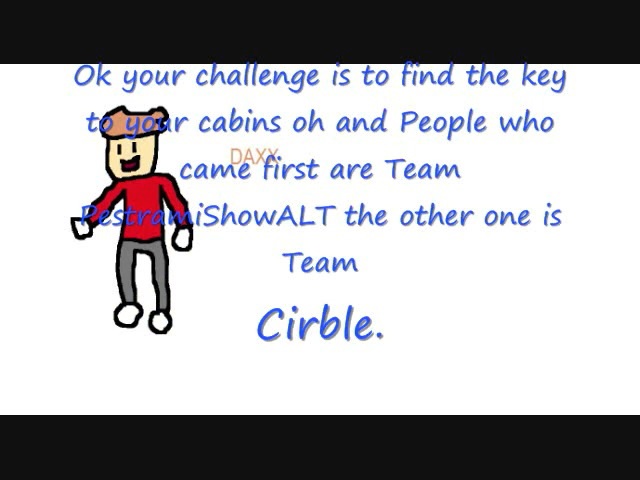 Ok your challenge is to find the key
to your cabins oh and People who
DAXX
came first are Team
PestramiShowALT the other one is
Team
Cirble.